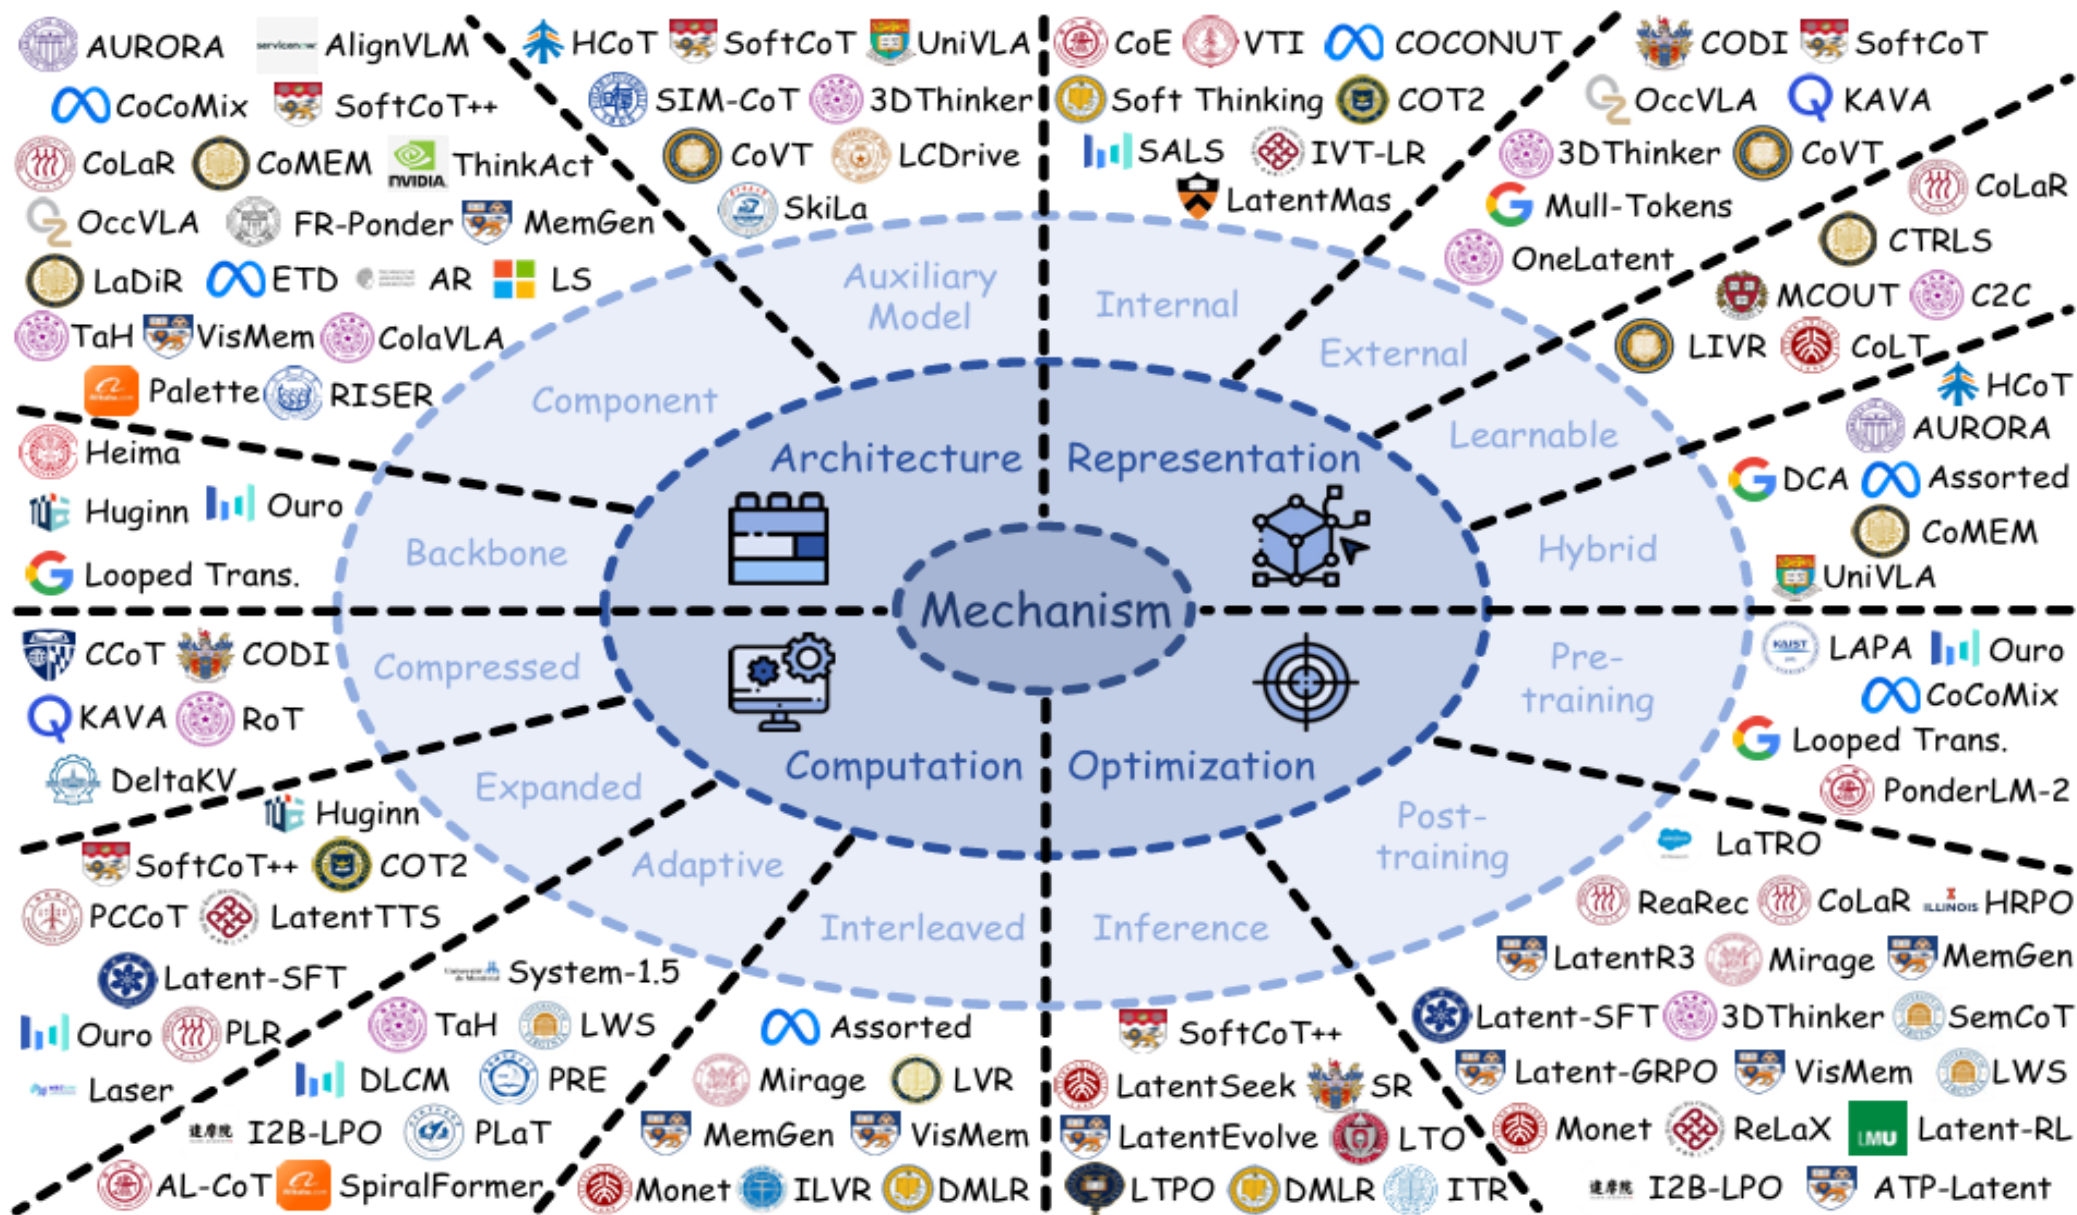 AURORA AlignVLM
CoCoMix SoftCoT++
CoLaR CoMEM NVIDIA ThinkAct
OccVLA FR-Ponder MemGen
LaDiR ETD AR LS
TaH VisMem ColaVLA
Palette RISER
HCoT SoftCoT UniVLA
SIM-CoT 3DThinker
CoVT LCDrive
SkiLa
CoE VTI COCONUT
Soft Thinking COT2
SALS IVT-LR
LatentMas
CODI SoftCoT
OccVLA KAVA
3DThinker CoVT
Mull-Tokens
OneLatent
CoLaR
CTRLS
MCOUT C2C
LIVR CoLT
HCoT
AURORA
DCA Assorted
CoMEM
UniVLA
Heima
Huginn Ouro
Looped Trans.
Auxiliary
Model
Internal
External
Component
Learnable
Backbone
Hybrid
Architecture Representation
Mechanism
Computation Optimization
Compressed
Pre-
training
Expanded
Post-
training
Adaptive
Interleaved
Inference
CCoT CODI
KAVA RoT
DeltaKV
Huginn
SoftCoT++ COT2
PCCoT LatentTTS
Latent-SFT
Ouro PLR
Laser
System-1.5
TaH LWS
DLCM PRE
I2B-LPO PLaT
AL-CoT SpiralFormer
Assorted
Mirage LVR
MemGen VisMem
Monet ILVR DMLR
SoftCoT++
LatentSeek SR
LatentEvolve LTO
LTPO DMLR ITR
KAIST LAPA Ouro
CoCoMix
Looped Trans.
PonderLM-2
LaTRO
ReaRec CoLaR ILLINOIS HRPO
LatentR3 Mirage MemGen
Latent-SFT 3DThinker SemCoT
Latent-GRPO VisMem LWS
Monet ReLaX LMU Latent-RL
I2B-LPO ATP-Latent